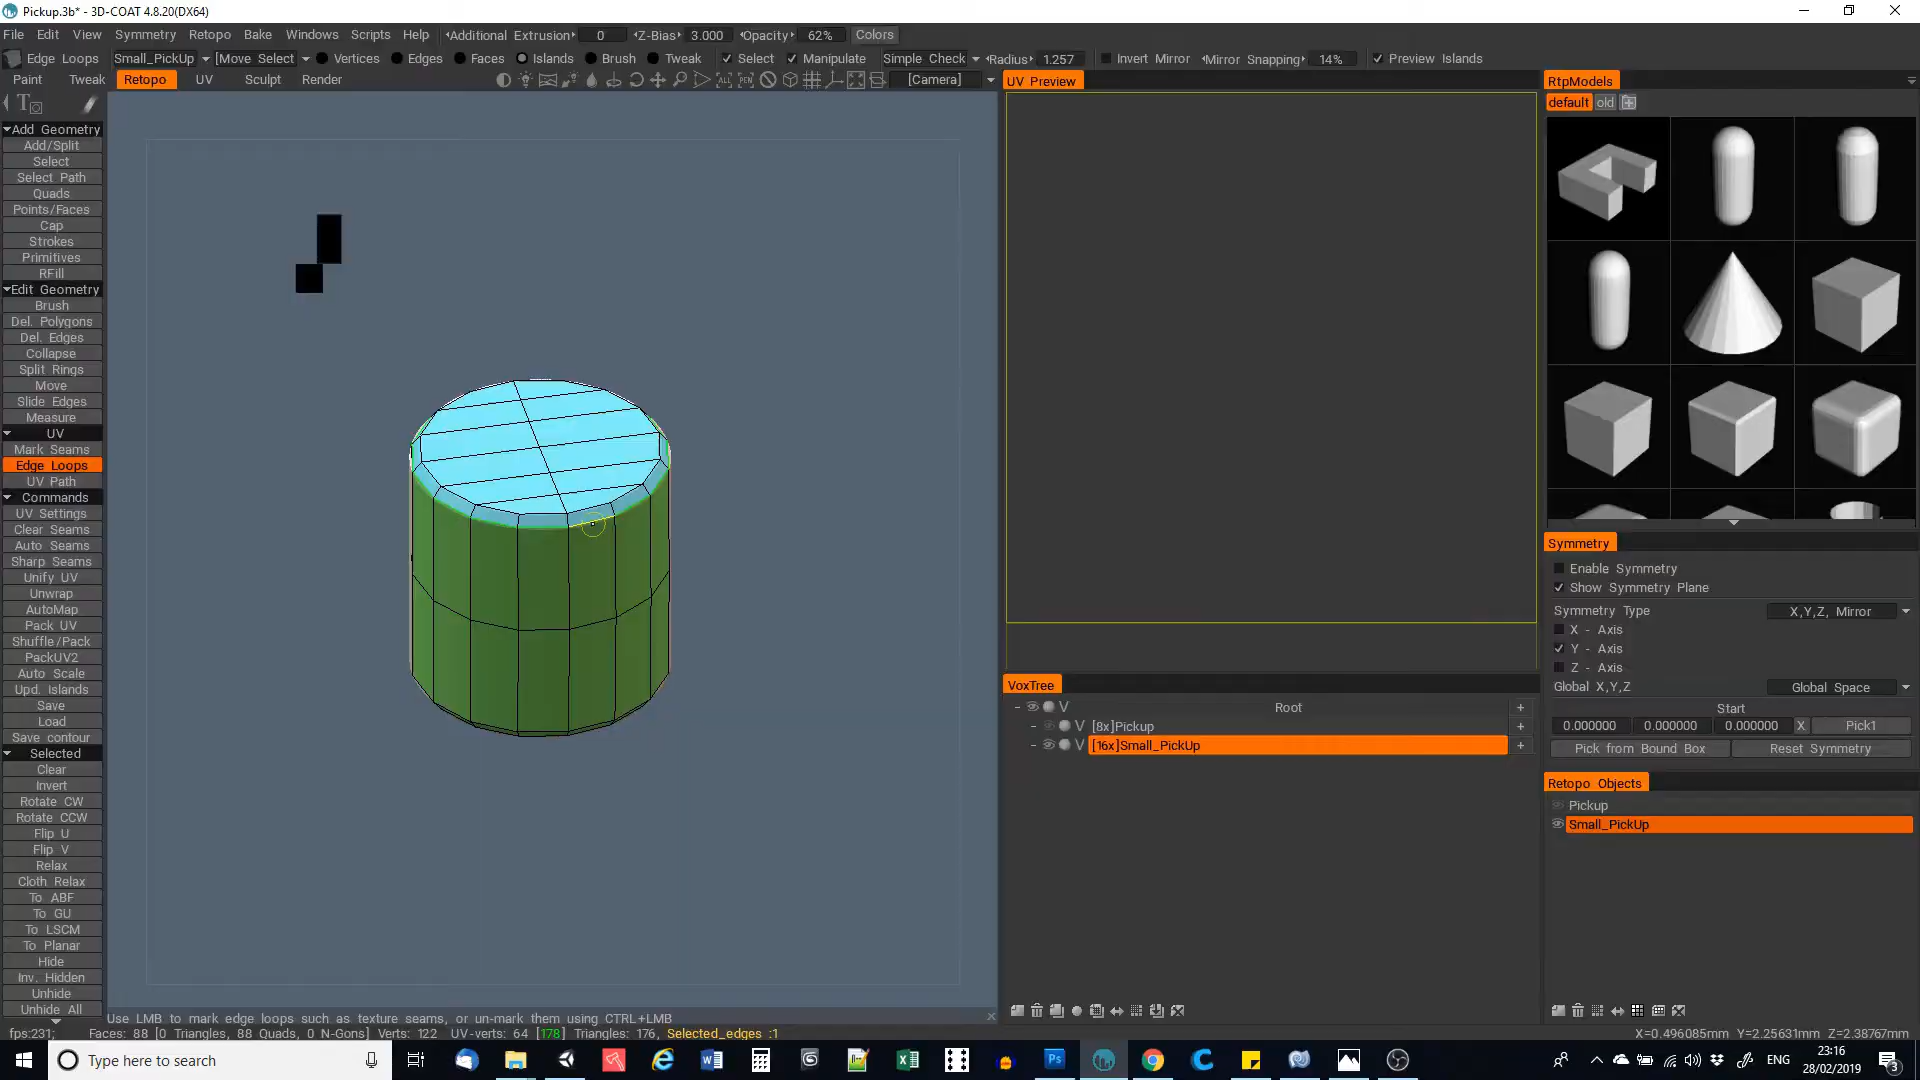 Pickup.3b* - 3D-COAT 4.8.20(DX64)
File Edit View Symmetry Retopo Bake Windows Scripts Help Additional Extrusion 0 Z-Bias 3.000 Opacity 62% Colors
Edge Loops Small_PickUp [Move Select Vertices Edges Faces Islands Brush Tweak Select Manipulate Simple Check Radius 1.257 Invert Mirror Mirror Snapping 14% Preview Islands
Paint Tweak Retopo UV Sculpt Render [Camera] UV Preview RtpModels
default old
Add Geometry
Add/Split
Select
Select Path
Quads
Points/Faces
Cap
Strokes
Primitives
RFill
Edit Geometry
Brush
Del. Polygons
Del. Edges
Collapse
Split Rings
Move
Slide Edges
Measure
UV
Mark Seams
Edge Loops
UV Path
Commands
UV Settings
Clear Seams
Auto Seams
Sharp Seams
Unify UV
Unwrap
AutoMap
Pack UV
Shuffle/Pack
PackUV2
Auto Scale
Upd. Islands
Save
Load
Save contour
Selected
Clear
Invert
Rotate CW
Rotate CCW
Flip U
Flip V
Relax
Cloth Relax
To ABF
To GU
To LSCM
To Planar
Hide
Inv. Hidden
Unhide
Unhide All
VoxTree
V Root
V [8x]Pickup
V [16x]Small_PickUp
Symmetry
Enable Symmetry
Show Symmetry Plane
Symmetry Type X,Y,Z, Mirror
X - Axis
Y - Axis
Z - Axis
Global X,Y,Z Global Space
Start
0.000000 0.000000 0.000000 X Pick1
Pick from Bound Box Reset Symmetry
Retopo Objects
Pickup
Small_PickUp
Use LMB to mark edge loops such as texture seams, or un-mark them using CTRL+LMB
fps:231; Faces: 88 [0 Triangles, 88 Quads, 0 N-Gons] Verts: 122 UV-verts: 64 [178] Triangles: 176, Selected_edges :1
X=0.496085mm Y=2.25631mm Z=2.38767mm
Type here to search
ENG
23:16
28/02/2019
3